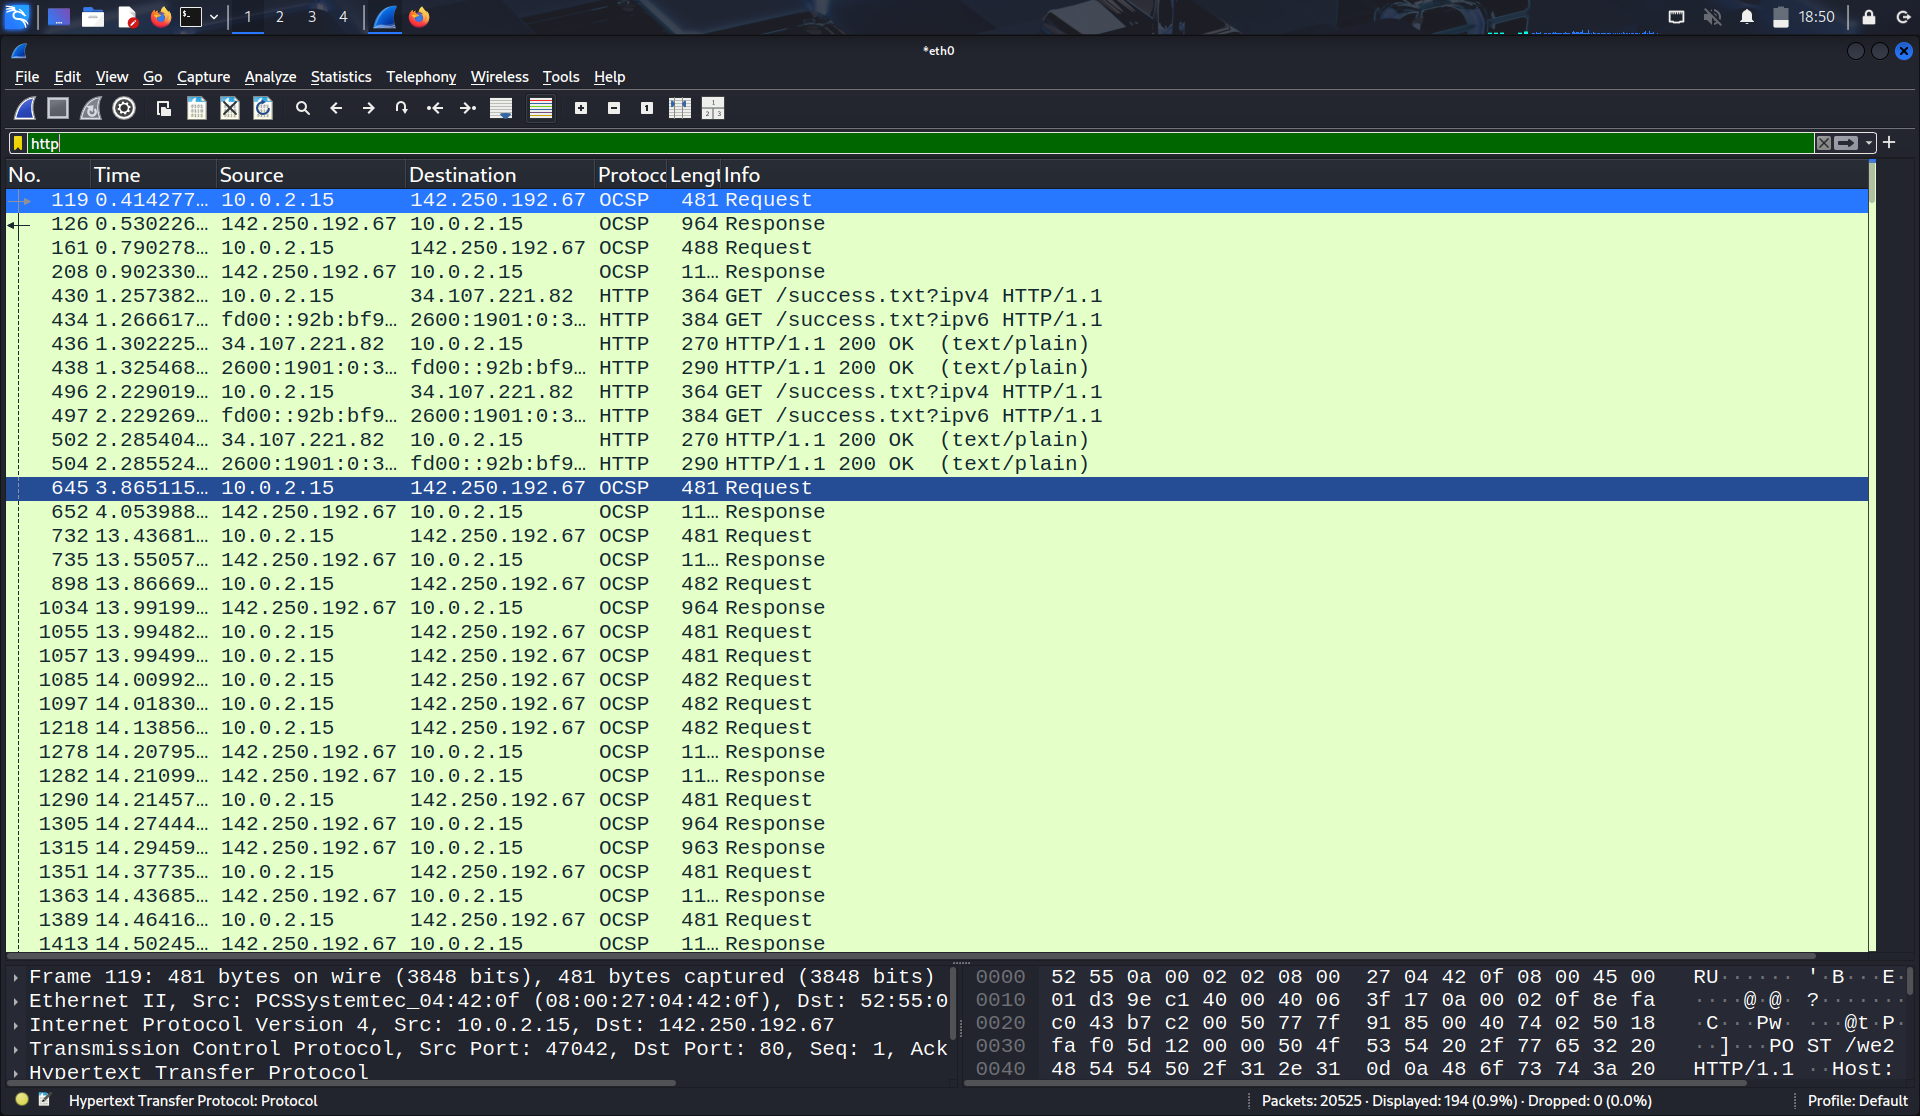 1 2 3 4
18:50
*eth0
File Edit View Go Capture Analyze Statistics Telephony Wireless Tools Help
http
No. Time Source Destination Protoc Lengt Info
119 0.414277… 10.0.2.15 142.250.192.67 OCSP 481 Request
126 0.530226… 142.250.192.67 10.0.2.15 OCSP 964 Response
161 0.790278… 10.0.2.15 142.250.192.67 OCSP 488 Request
208 0.902330… 142.250.192.67 10.0.2.15 OCSP 11… Response
430 1.257382… 10.0.2.15 34.107.221.82 HTTP 364 GET /success.txt?ipv4 HTTP/1.1
434 1.266617… fd00::92b:bf9… 2600:1901:0:3… HTTP 384 GET /success.txt?ipv6 HTTP/1.1
436 1.302225… 34.107.221.82 10.0.2.15 HTTP 270 HTTP/1.1 200 OK (text/plain)
438 1.325468… 2600:1901:0:3… fd00::92b:bf9… HTTP 290 HTTP/1.1 200 OK (text/plain)
496 2.229019… 10.0.2.15 34.107.221.82 HTTP 364 GET /success.txt?ipv4 HTTP/1.1
497 2.229269… fd00::92b:bf9… 2600:1901:0:3… HTTP 384 GET /success.txt?ipv6 HTTP/1.1
502 2.285404… 34.107.221.82 10.0.2.15 HTTP 270 HTTP/1.1 200 OK (text/plain)
504 2.285524… 2600:1901:0:3… fd00::92b:bf9… HTTP 290 HTTP/1.1 200 OK (text/plain)
645 3.865115… 10.0.2.15 142.250.192.67 OCSP 481 Request
652 4.053988… 142.250.192.67 10.0.2.15 OCSP 11… Response
732 13.43681… 10.0.2.15 142.250.192.67 OCSP 481 Request
735 13.55057… 142.250.192.67 10.0.2.15 OCSP 11… Response
898 13.86669… 10.0.2.15 142.250.192.67 OCSP 482 Request
1034 13.99199… 142.250.192.67 10.0.2.15 OCSP 964 Response
1055 13.99482… 10.0.2.15 142.250.192.67 OCSP 481 Request
1057 13.99499… 10.0.2.15 142.250.192.67 OCSP 481 Request
1085 14.00992… 10.0.2.15 142.250.192.67 OCSP 482 Request
1097 14.01830… 10.0.2.15 142.250.192.67 OCSP 482 Request
1218 14.13856… 10.0.2.15 142.250.192.67 OCSP 482 Request
1278 14.20795… 142.250.192.67 10.0.2.15 OCSP 11… Response
1282 14.21099… 142.250.192.67 10.0.2.15 OCSP 11… Response
1290 14.21457… 10.0.2.15 142.250.192.67 OCSP 481 Request
1305 14.27444… 142.250.192.67 10.0.2.15 OCSP 964 Response
1315 14.29459… 142.250.192.67 10.0.2.15 OCSP 963 Response
1351 14.37735… 10.0.2.15 142.250.192.67 OCSP 481 Request
1363 14.43685… 142.250.192.67 10.0.2.15 OCSP 11… Response
1389 14.46416… 10.0.2.15 142.250.192.67 OCSP 481 Request
1413 14.50245… 142.250.192.67 10.0.2.15 OCSP 11… Response
Frame 119: 481 bytes on wire (3848 bits), 481 bytes captured (3848 bits)
Ethernet II, Src: PCSSystemtec_04:42:0f (08:00:27:04:42:0f), Dst: 52:55:0
Internet Protocol Version 4, Src: 10.0.2.15, Dst: 142.250.192.67
Transmission Control Protocol, Src Port: 47042, Dst Port: 80, Seq: 1, Ack
Hypertext Transfer Protocol
0000 52 55 0a 00 02 02 08 00 27 04 42 0f 08 00 45 00 RU······ '·B···E·
0010 01 d3 9e c1 40 00 40 06 3f 17 0a 00 02 0f 8e fa ····@·@· ?·······
0020 c0 43 b7 c2 00 50 77 7f 91 85 00 40 74 02 50 18 ·C···Pw· ···@t·P·
0030 fa f0 5d 12 00 00 50 4f 53 54 20 2f 77 65 32 20 ··]···PO ST /we2
0040 48 54 54 50 2f 31 2e 31 0d 0a 48 6f 73 74 3a 20 HTTP/1.1 ··Host:
Hypertext Transfer Protocol: Protocol
Packets: 20525 · Displayed: 194 (0.9%) · Dropped: 0 (0.0%)
Profile: Default